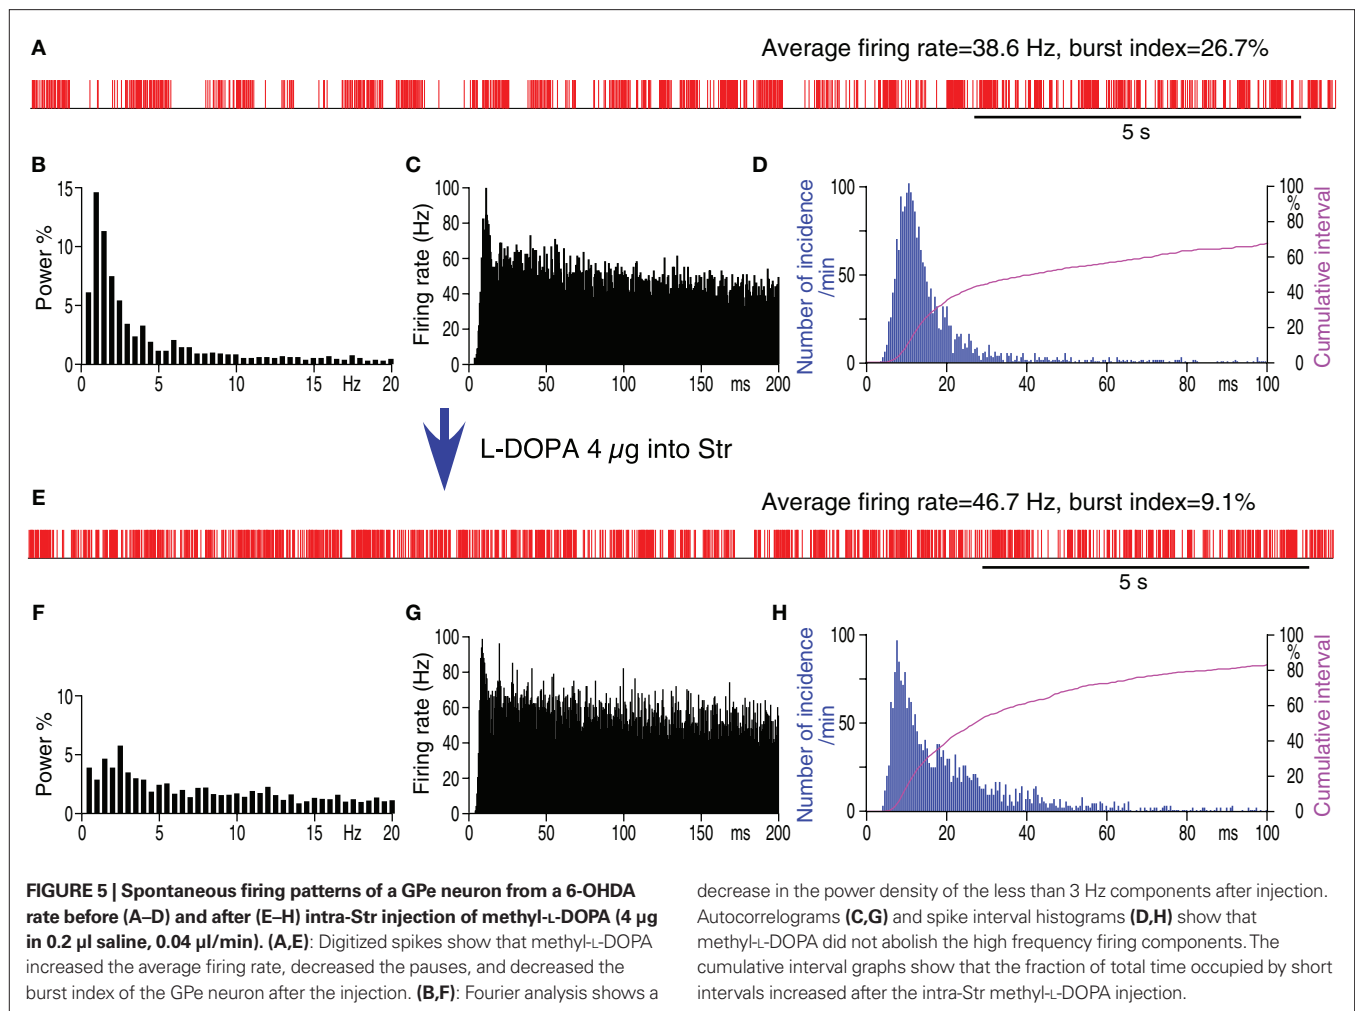 A
Average firing rate=38.6 Hz, burst index=26.7%
5 s
B
Power %
15
10
5
0
0 5 10 15 Hz 20
C
Firing rate (Hz)
100
80
60
40
20
0
0 50 100 150 ms 200
D
Number of incidence
/min
100
50
0
0 20 40 60 80 ms 100
100
%
80
60
40
20
0
Cumulative interval
L-DOPA 4 µg into Str
E
Average firing rate=46.7 Hz, burst index=9.1%
5 s
F
Power %
10
5
0
0 5 10 15 Hz 20
G
Firing rate (Hz)
100
80
60
40
20
0
0 50 100 150 ms 200
H
Number of incidence
/min
100
50
0
0 20 40 60 80 ms 100
100
%
80
60
40
20
0
Cumulative interval
FIGURE 5 | Spontaneous firing patterns of a GPe neuron from a 6-OHDA
rate before (A–D) and after (E–H) intra-Str injection of methyl-L-DOPA (4 µg
in 0.2 µl saline, 0.04 µl/min). (A,E): Digitized spikes show that methyl-L-DOPA
increased the average firing rate, decreased the pauses, and decreased the
burst index of the GPe neuron after the injection. (B,F): Fourier analysis shows a
decrease in the power density of the less than 3 Hz components after injection.
Autocorrelograms (C,G) and spike interval histograms (D,H) show that
methyl-L-DOPA did not abolish the high frequency firing components. The
cumulative interval graphs show that the fraction of total time occupied by short
intervals increased after the intra-Str methyl-L-DOPA injection.